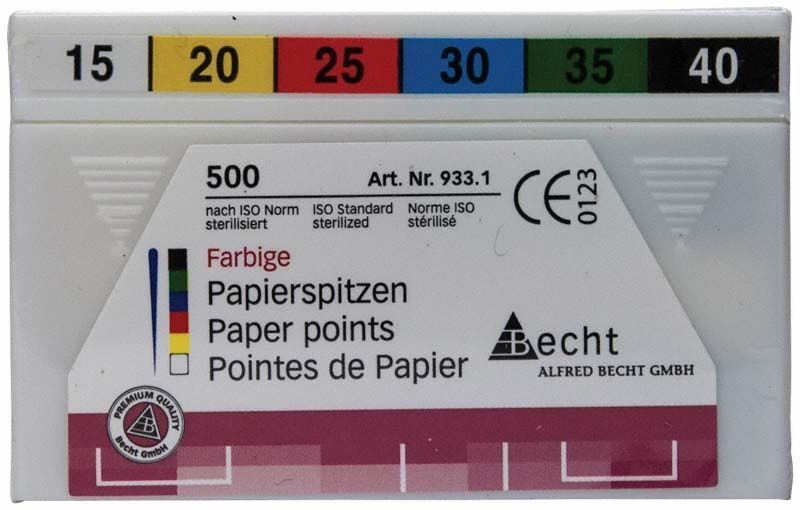 15 20 25 30 35 40
500 Art. Nr. 933.1
nach ISO Norm ISO Standard Norme ISO
sterilisiert sterilized stérilisé
CE 0123
Farbige
Papierspitzen
Paper points
Pointes de Papier
Becht
ALFRED BECHT GMBH
PREMIUM QUALITY
B
Becht GmbH